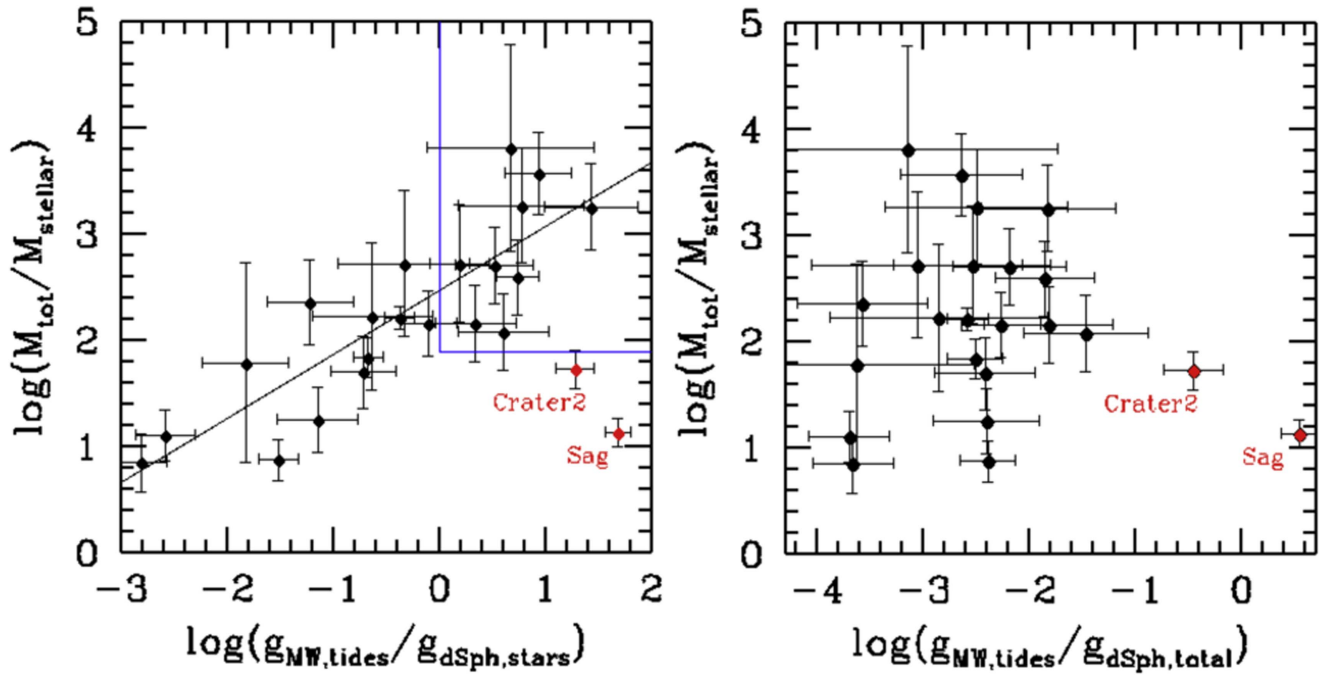 5
4
3
2
1
0
-3
-2
-1
0
1
2
log(M_tot/M_stellar)
log(g_MW,tides/g_dSph,stars)
Crater2
Sag
5
4
3
2
1
0
-4
-3
-2
-1
0
log(M_tot/M_stellar)
log(g_MW,tides/g_dSph,total)
Crater2
Sag